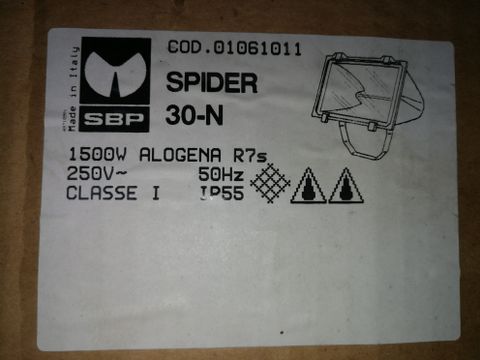 COD.01061011
SPIDER
30-N
Made in Italy
SBP
1500W ALOGENA R7s
250V~ 50Hz
CLASSE I IP55